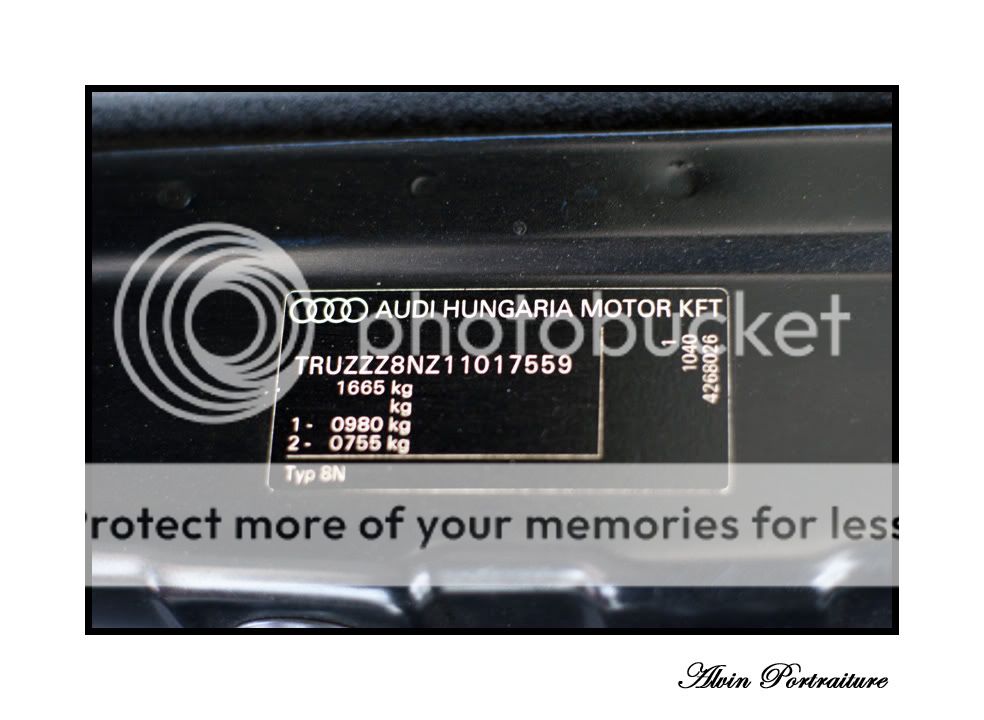 AUDI HUNGARIA MOTOR KFT
TRUZZZ8NZ11017559
1665 kg
kg
1- 0980 kg
2- 0755 kg
Typ 8N
1
1040
4268026
photobucket
Protect more of your memories for less
Alvin Portraiture